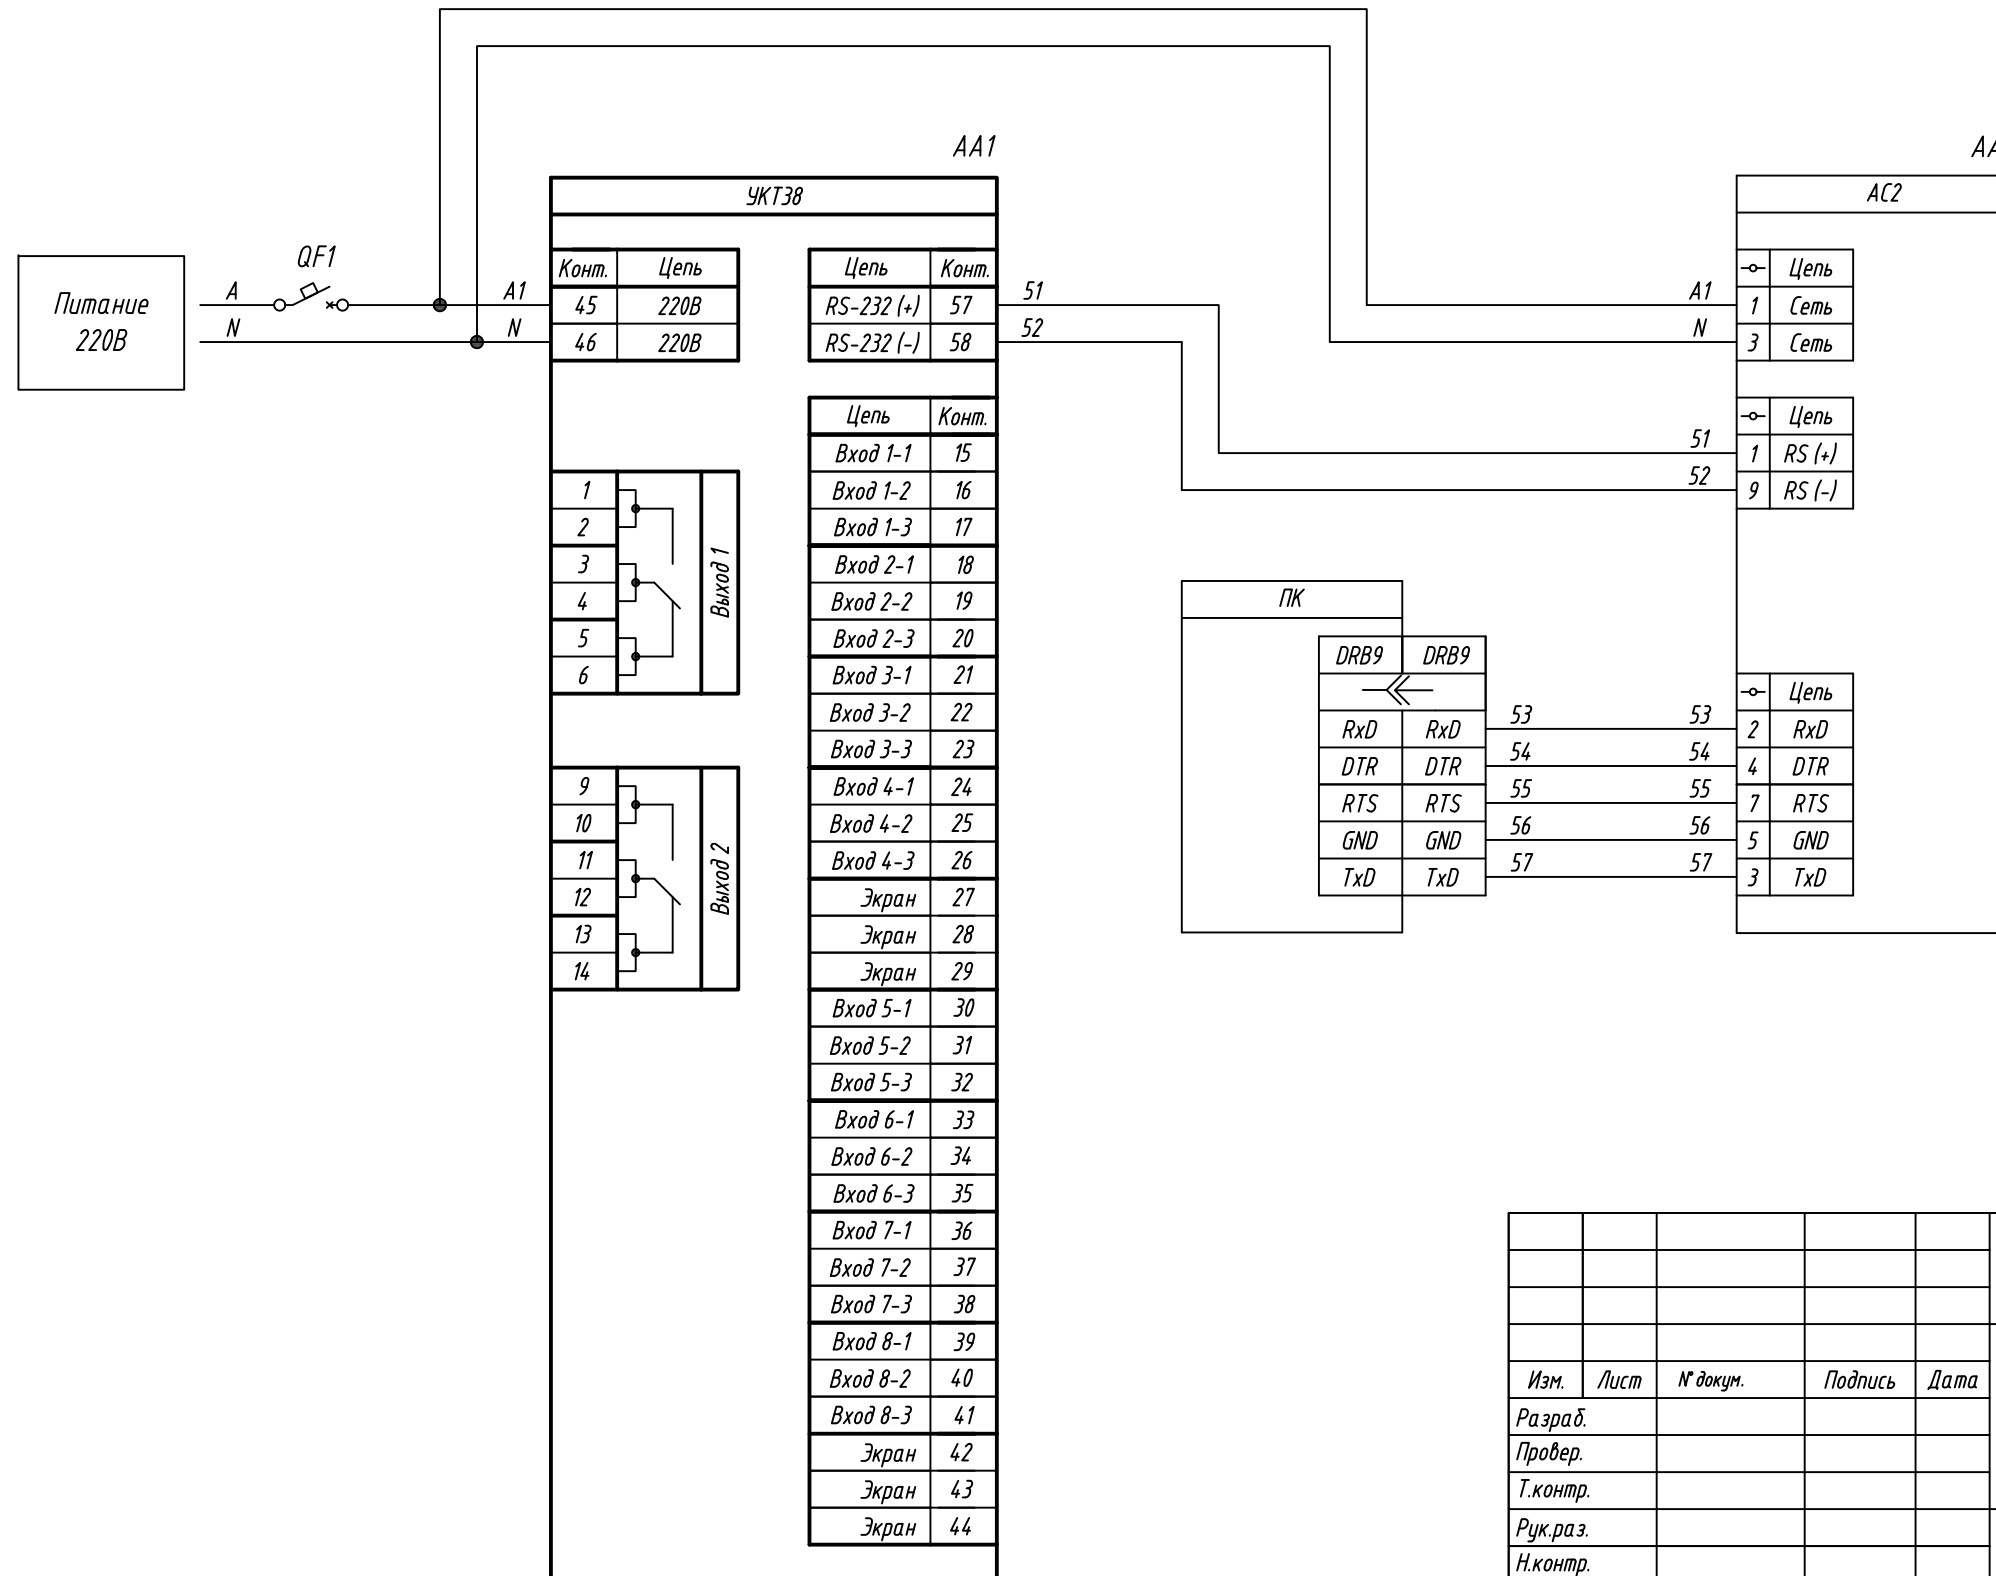 АА1
АА
УКТ38
АС2
Питание
220В
QF1
А
N
А1
N
Конт. Цепь
45 220В
46 220В
Цепь Конт.
RS-232 (+) 57
RS-232 (-) 58
51
52
А1
N
Цепь
1 Сеть
3 Сеть
51
52
Цепь
1 RS (+)
9 RS (-)
1
2
3
4
5
6
Выход 1
9
10
11
12
13
14
Выход 2
Цепь Конт.
Вход 1-1 15
Вход 1-2 16
Вход 1-3 17
Вход 2-1 18
Вход 2-2 19
Вход 2-3 20
Вход 3-1 21
Вход 3-2 22
Вход 3-3 23
Вход 4-1 24
Вход 4-2 25
Вход 4-3 26
Экран 27
Экран 28
Экран 29
Вход 5-1 30
Вход 5-2 31
Вход 5-3 32
Вход 6-1 33
Вход 6-2 34
Вход 6-3 35
Вход 7-1 36
Вход 7-2 37
Вход 7-3 38
Вход 8-1 39
Вход 8-2 40
Вход 8-3 41
Экран 42
Экран 43
Экран 44
ПК
DRB9 DRB9
RxD RxD 53
DTR DTR 54
RTS RTS 55
GND GND 56
TxD TxD 57
Цепь
53 2 RxD
54 4 DTR
55 7 RTS
56 5 GND
57 3 TxD
Изм. Лист № докум. Подпись Дата
Разраб.
Провер.
Т.контр.
Рук.раз.
Н.контр.